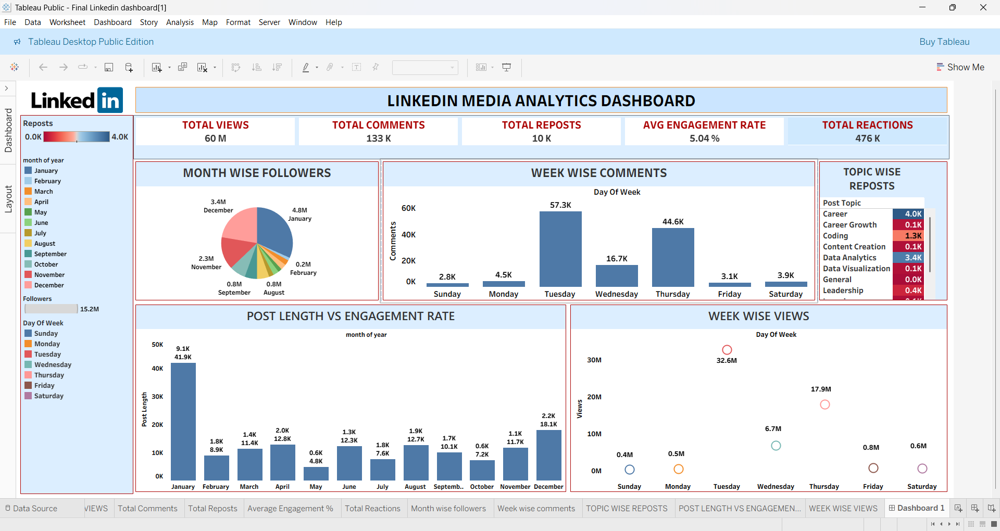 Tableau Public - Final Linkedin dashboard[1]
File Data Worksheet Dashboard Story Analysis Map Format Server Window Help
Tableau Desktop Public Edition
Buy Tableau
Show Me
Dashboard
Layout
Linked in
LINKEDIN MEDIA ANALYTICS DASHBOARD
Reposts
0.0K 4.0K
month of year
January
February
March
April
May
June
July
August
September
October
November
December
Followers
15.2M
Day Of Week
Sunday
Monday
Tuesday
Wednesday
Thursday
Friday
Saturday
TOTAL VIEWS
60 M
TOTAL COMMENTS
133 K
TOTAL REPOSTS
10 K
AVG ENGAGEMENT RATE
5.04 %
TOTAL REACTIONS
476 K
MONTH WISE FOLLOWERS
3.4M
December
4.8M
January
2.3M
November
0.2M
February
0.8M
September
0.8M
August
WEEK WISE COMMENTS
Day Of Week
Comments
60K
40K
20K
0K
2.8K
4.5K
57.3K
16.7K
44.6K
3.1K
3.9K
Sunday Monday Tuesday Wednesday Thursday Friday Saturday
TOPIC WISE
REPOSTS
Post Topic
Career 4.0K
Career Growth 0.1K
Coding 1.3K
Content Creation 0.1K
Data Analytics 3.4K
Data Visualization 0.1K
General 0.0K
Leadership 0.4K
POST LENGTH VS ENGAGEMENT RATE
month of year
Post Length
50K
40K
30K
20K
10K
0K
9.1K
41.9K
1.8K
8.9K
1.4K
11.4K
2.0K
12.8K
0.6K
4.8K
1.3K
12.3K
1.8K
7.6K
1.9K
12.7K
1.7K
10.1K
0.6K
7.2K
1.1K
11.7K
2.2K
18.1K
January February March April May June July August Septemb.. October November December
WEEK WISE VIEWS
Day Of Week
Views
30M
20M
10M
0M
0.4M
0.5M
32.6M
6.7M
17.9M
0.8M
0.6M
Sunday Monday Tuesday Wednesday Thursday Friday Saturday
Data Source VIEWS Total Comments Total Reposts Average Engagement % Total Reactions Month wise followers Week wise comments TOPIC WISE REPOSTS POST LENGTH VS ENGAGEMEN... WEEK WISE VIEWS Dashboard 1